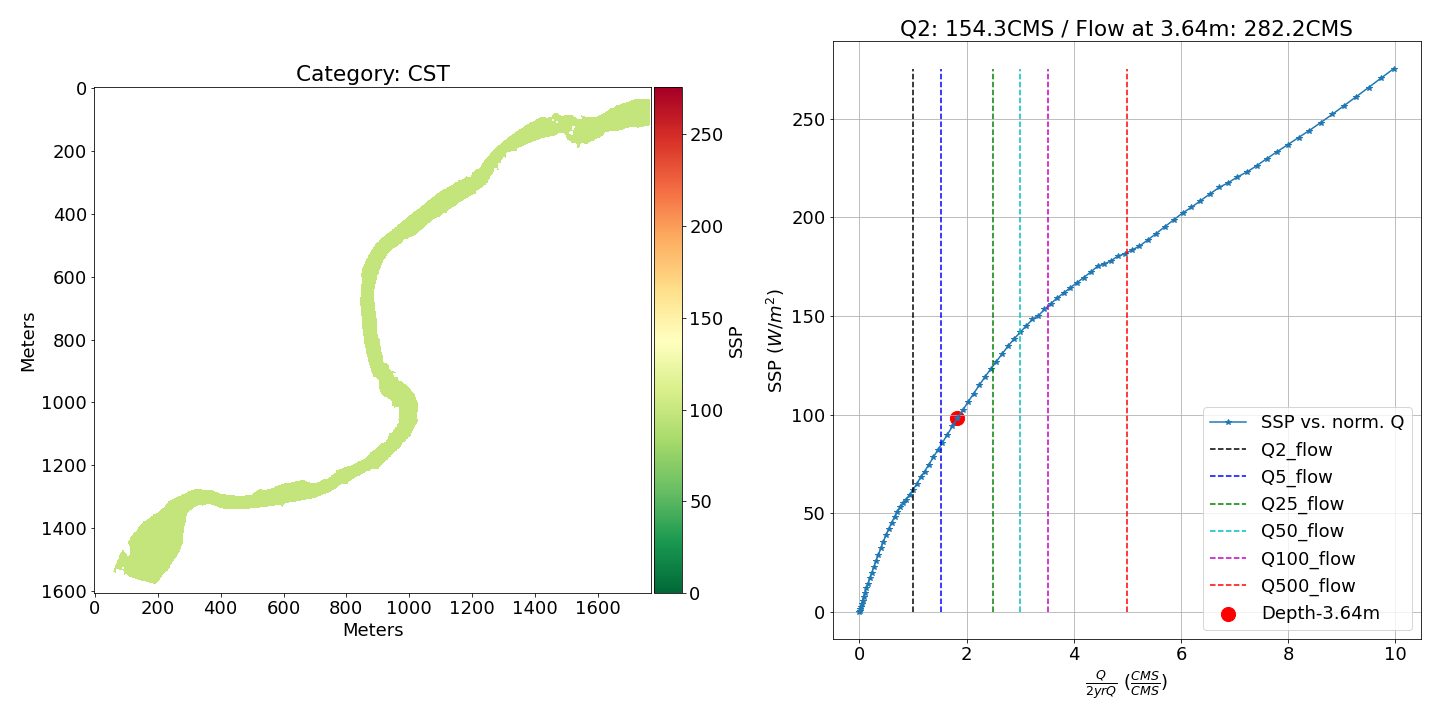 Category: CST
0
200
400
600
800
1000
1200
1400
1600
Meters
0
200
400
600
800
1000
1200
1400
1600
Meters
250
200
150
100
50
0
SSP
Q2: 154.3CMS / Flow at 3.64m: 282.2CMS
250
200
150
100
50
0
SSP (W/m²)
0
2
4
6
8
10
Q/2yrQ (CMS/CMS)
SSP vs. norm. Q
Q2_flow
Q5_flow
Q25_flow
Q50_flow
Q100_flow
Q500_flow
Depth-3.64m